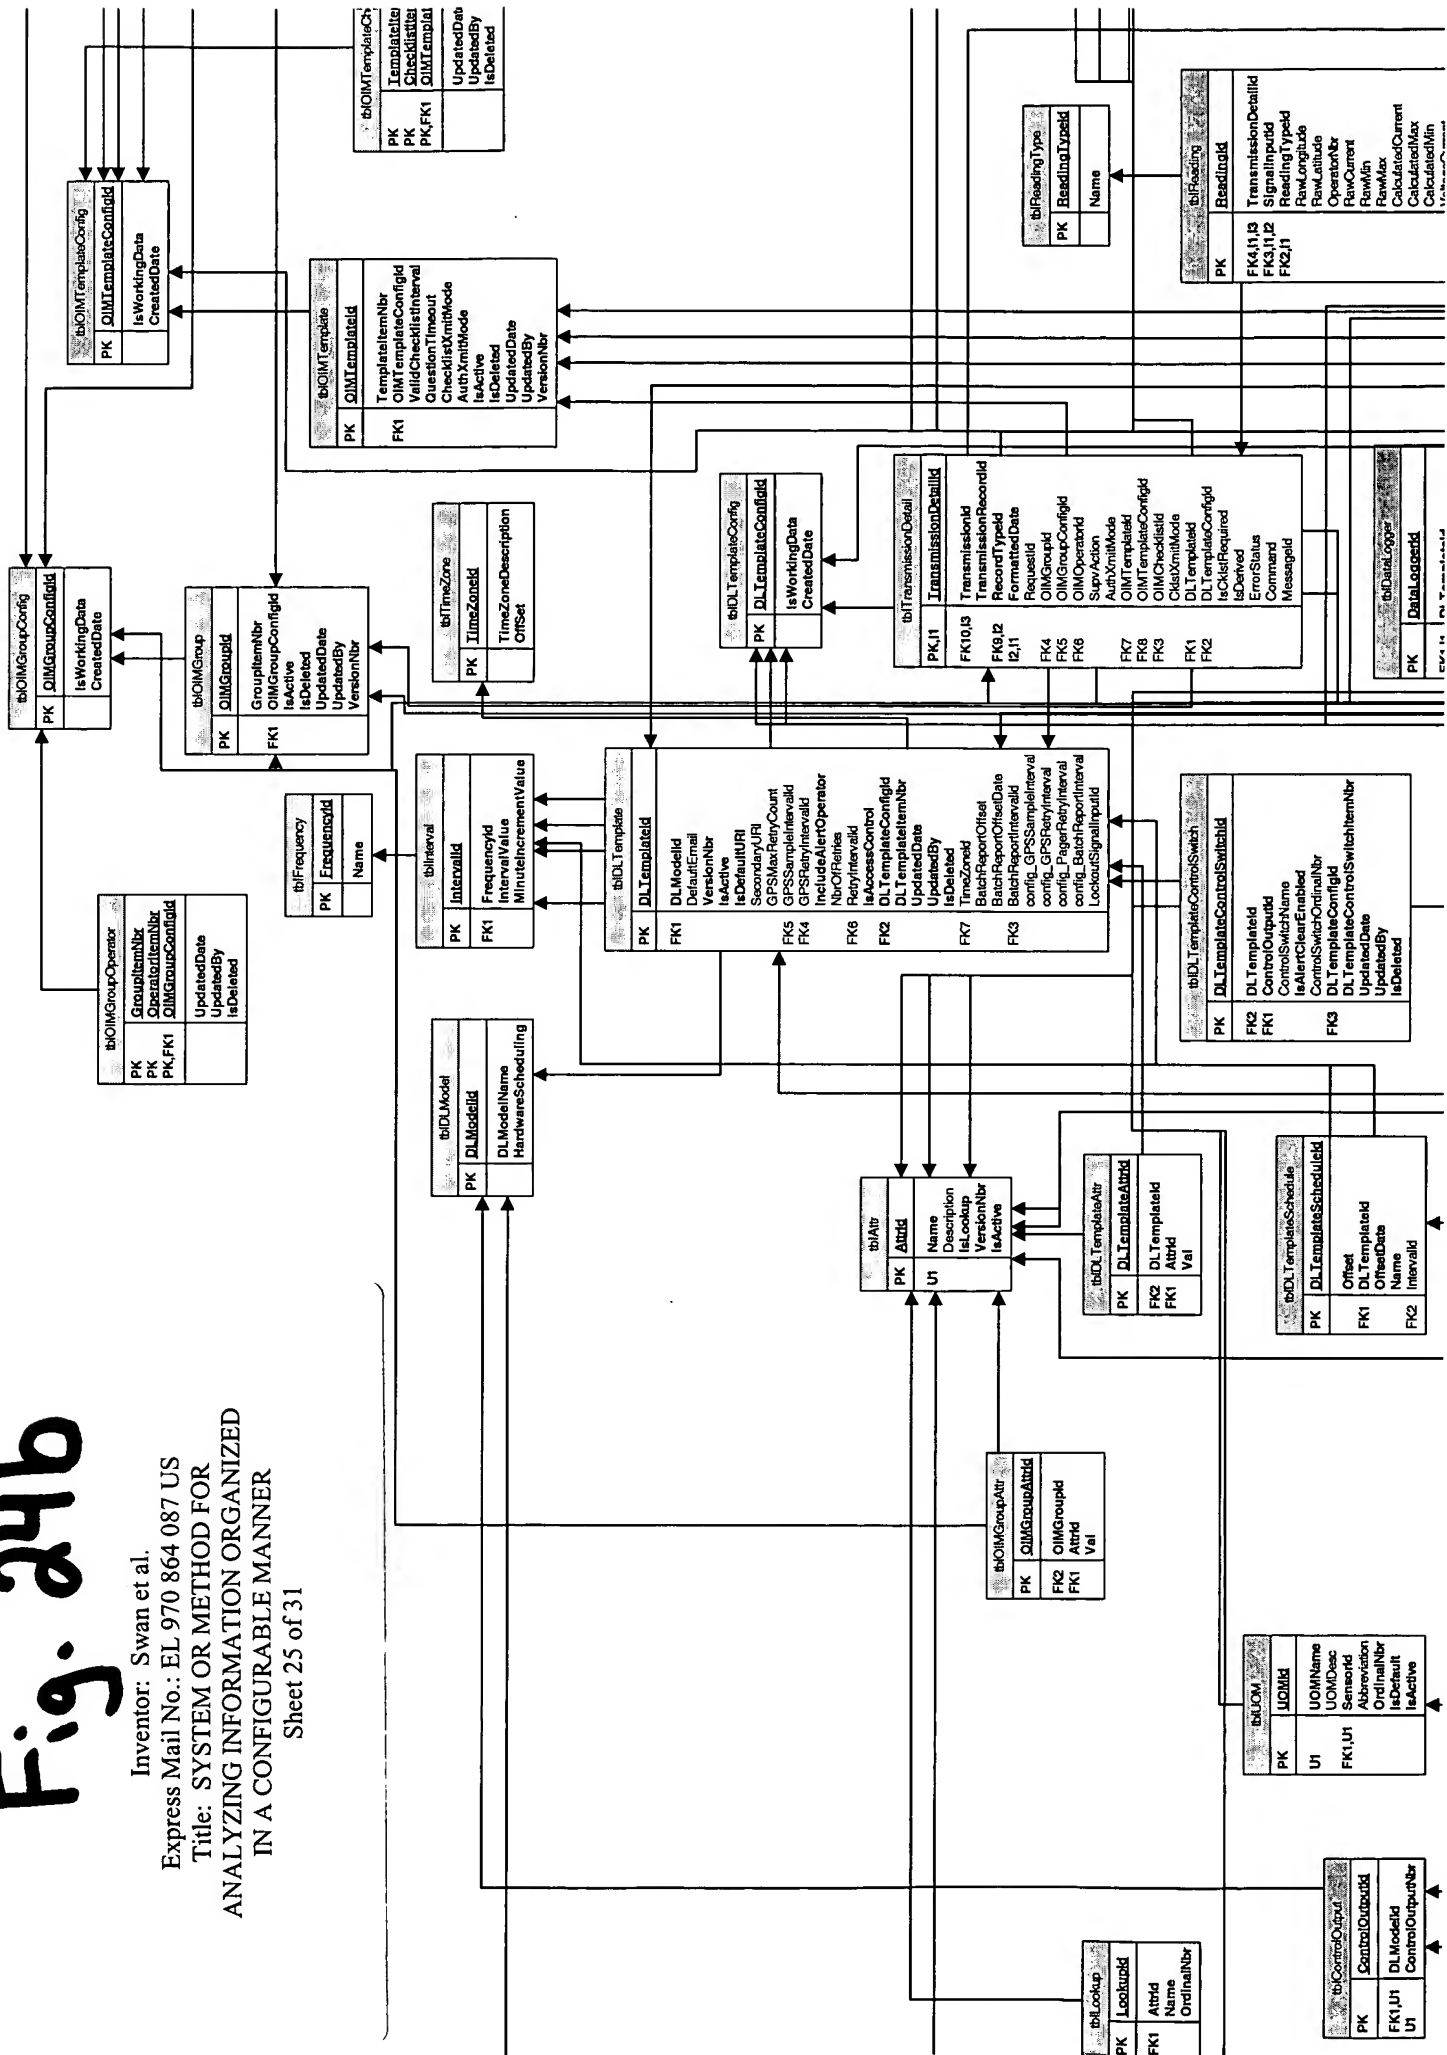 Fig. 24b
Inventor: Swan et al.
Express Mail No.: EL 970 864 087 US
Title: SYSTEM OR METHOD FOR
ANALYZING INFORMATION ORGANIZED
IN A CONFIGURABLE MANNER
Sheet 25 of 31
tblOIMGroupOperator
PK GroupItemNbr
PK OperatorItemNbr
PK,FK1 OIMGroupConfigId
UpdatedDate
UpdatedBy
IsDeleted
tblOIMGroupConfig
PK OIMGroupConfigId
IsWorkingData
CreatedDate
tblOIMTemplateConfig
PK OIMTemplateConfigId
IsWorkingData
CreatedDate
tblOIMGroup
PK OIMGroupId
GroupItemNbr
FK1 OIMGroupConfigId
IsActive
IsDeleted
UpdatedDate
UpdatedBy
VersionNbr
tblFrequency
PK FrequencyId
Name
tblOIMTemplate
PK OIMTemplateId
TemplateItemNbr
FK1 OIMTemplateConfigId
ValidChecklistInterval
QuestionTimeout
ChecklistXmitMode
AuthXmitMode
IsActive
IsDeleted
UpdatedDate
UpdatedBy
VersionNbr
tblOIMTemplateCh
PK TemplateIte
PK ChecklistIte
PK,FK1 OIMTemplat
UpdatedDat
UpdatedBy
IsDeleted
tblDLModel
PK DLModelId
DLModelName
HardwareScheduling
tblInterval
PK IntervalId
FK1 FrequencyId
IntervalValue
MinuteIncrementValue
tblTimeZone
PK TimeZoneId
TimeZoneDescription
OffSet
tblDLTemplate
PK DLTemplateId
FK1 DLModelId
DefaultEmail
VersionNbr
IsActive
IsDefaultURI
SecondaryURI
GPSMaxRetryCount
FK5 GPSSampleIntervalId
FK4 GPSRetryIntervalId
IncludeAlertOperator
NbrOfRetries
FK6 RetryIntervalId
IsAccessControl
FK2 DLTemplateConfigId
DLTemplateItemNbr
UpdatedDate
UpdatedBy
IsDeleted
FK7 TimeZoneId
BatchReportOffset
BatchReportOffsetDate
FK3 BatchReportIntervalId
config_GPSSampleInterval
config_GPSRetryInterval
config_PagerRetryInterval
config_BatchReportInterval
LockoutSignalInputId
tblDLTemplateConfig
PK DLTemplateConfigId
IsWorkingData
CreatedDate
tblTransmissionDetail
PK,I1 TransmissionDetailId
FK10,I3 TransmissionId
TransmissionRecordId
FK9,I2 RecordTypeId
I2,I1 FormattedDate
RequestId
FK4 OIMGroupId
FK5 OIMGroupConfigId
FK6 OIMOperatorId
SupvAction
AuthXmitMode
FK7 OIMTemplateId
FK8 OIMTemplateConfigId
FK3 OIMChecklistId
CklstXmitMode
FK1 DLTemplateId
FK2 DLTemplateConfigId
IsCklstRequired
IsDerived
ErrorStatus
Command
MessageId
tblReadingType
PK ReadingTypeId
Name
tblReading
PK ReadingId
FK4,I1,I3 TransmissionDetailId
FK3,I1,I2 SignalInputId
FK2,I1 ReadingTypeId
RawLongitude
RawLatitude
OperatorNbr
RawCurrent
RawMin
RawMax
CalculatedCurrent
CalculatedMax
CalculatedMin
tblDataLogger
PK DataLoggerId
tblAttr
PK AttrId
U1 Name
Description
IsLookup
VersionNbr
IsActive
tblOIMGroupAttr
PK OIMGroupAttrId
FK2 OIMGroupId
FK1 AttrId
Val
tblDLTemplateAttr
PK DLTemplateAttrId
FK2 DLTemplateId
FK1 AttrId
Val
tblDLTemplateControlSwitch
PK DLTemplateControlSwitchId
FK2 DLTemplateId
FK1 ControlOutputId
ControlSwitchName
IsAlertClearEnabled
ControlSwitchOrdinalNbr
FK3 DLTemplateConfigId
DLTemplateControlSwitchItemNbr
UpdatedDate
UpdatedBy
IsDeleted
tblDLTemplateSchedule
PK DLTemplateScheduleId
Offset
FK1 DLTemplateId
OffsetDate
Name
FK2 IntervalId
tblUOM
PK UOMId
U1 UOMName
UOMDesc
FK1,U1 SensorId
Abbreviation
OrdinalNbr
IsDefault
IsActive
tblLookup
PK LookupId
FK1 AttrId
Name
OrdinalNbr
tblControlOutput
PK ControlOutputId
FK1,U1 DLModelId
U1 ControlOutputNbr